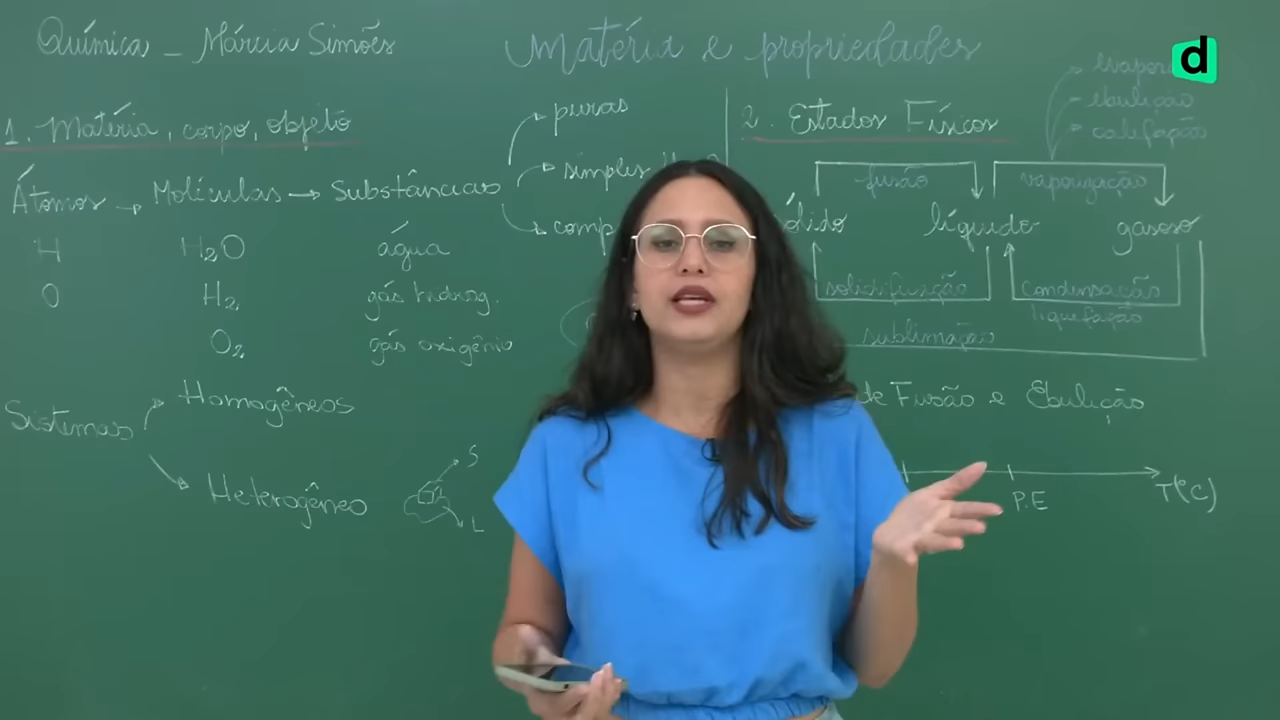 Química - Márcia Simões
Matéria e propriedades
d
1. Matéria, corpo, objeto
Átomos → Moléculas → Substâncias
H H2O água
O H2 gás hidrog.
O2 gás oxigênio
puras
simples
comp
Sistemas
Homogêneos
Heterogêneo
S
L
2. Estados Físicos
ebulição
calefação
fusão vaporização
líquido gasoso
solidificação condensação
liquefação
sublimação
de Fusão e Ebulição
P.E T(°C)